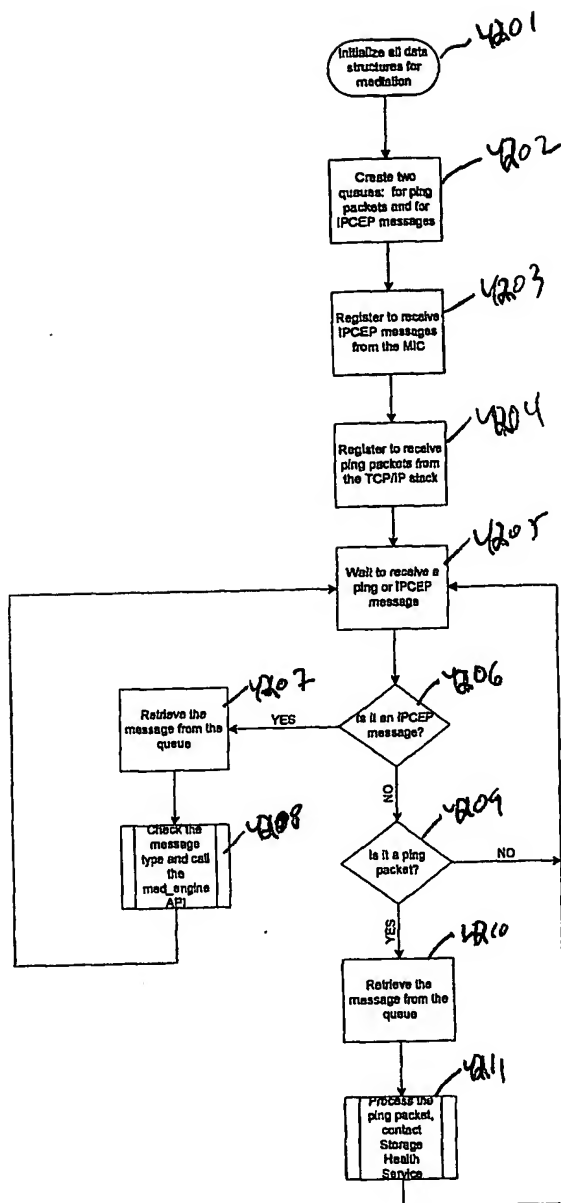 4201
Initialize all data
structures for
mediation
4202
Create two
queues: for ping
packets and for
IPCEP messages
4203
Register to receive
IPCEP messages
from the MIC
4204
Register to receive
ping packets from
the TCP/IP stack
4205
Wait to receive a
ping or IPCEP
message
4206
Is it an IPCEP
message?
YES
4207
Retrieve the
message from the
queue
NO
4208
Check the
message
type and call
the
med_engine
API
4209
Is it a ping
packet?
NO
YES
4210
Retrieve the
message from the
queue
4211
Process the
ping packet,
contact
Storage
Health
Service